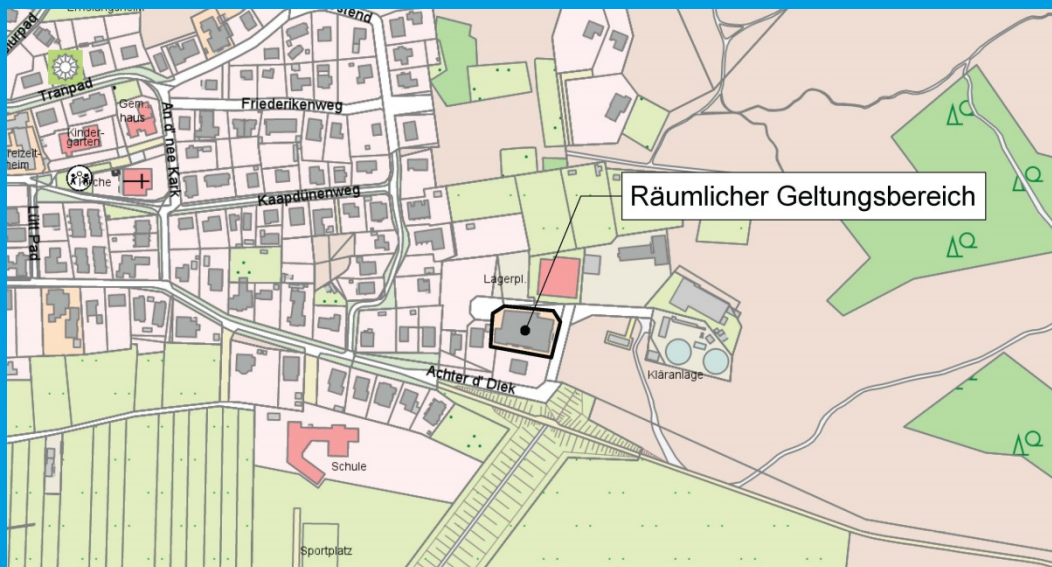 Tranpad
An d' nee Kark
Friederikenweg
Gem.
haus
Kinder-
garten
heim
Kirche
Kaapdünenweg
Lütt Pad
Räumlicher Geltungsbereich
Lagerpl.
Achter d' Diek
Kläranlage
Schule
Sportplatz